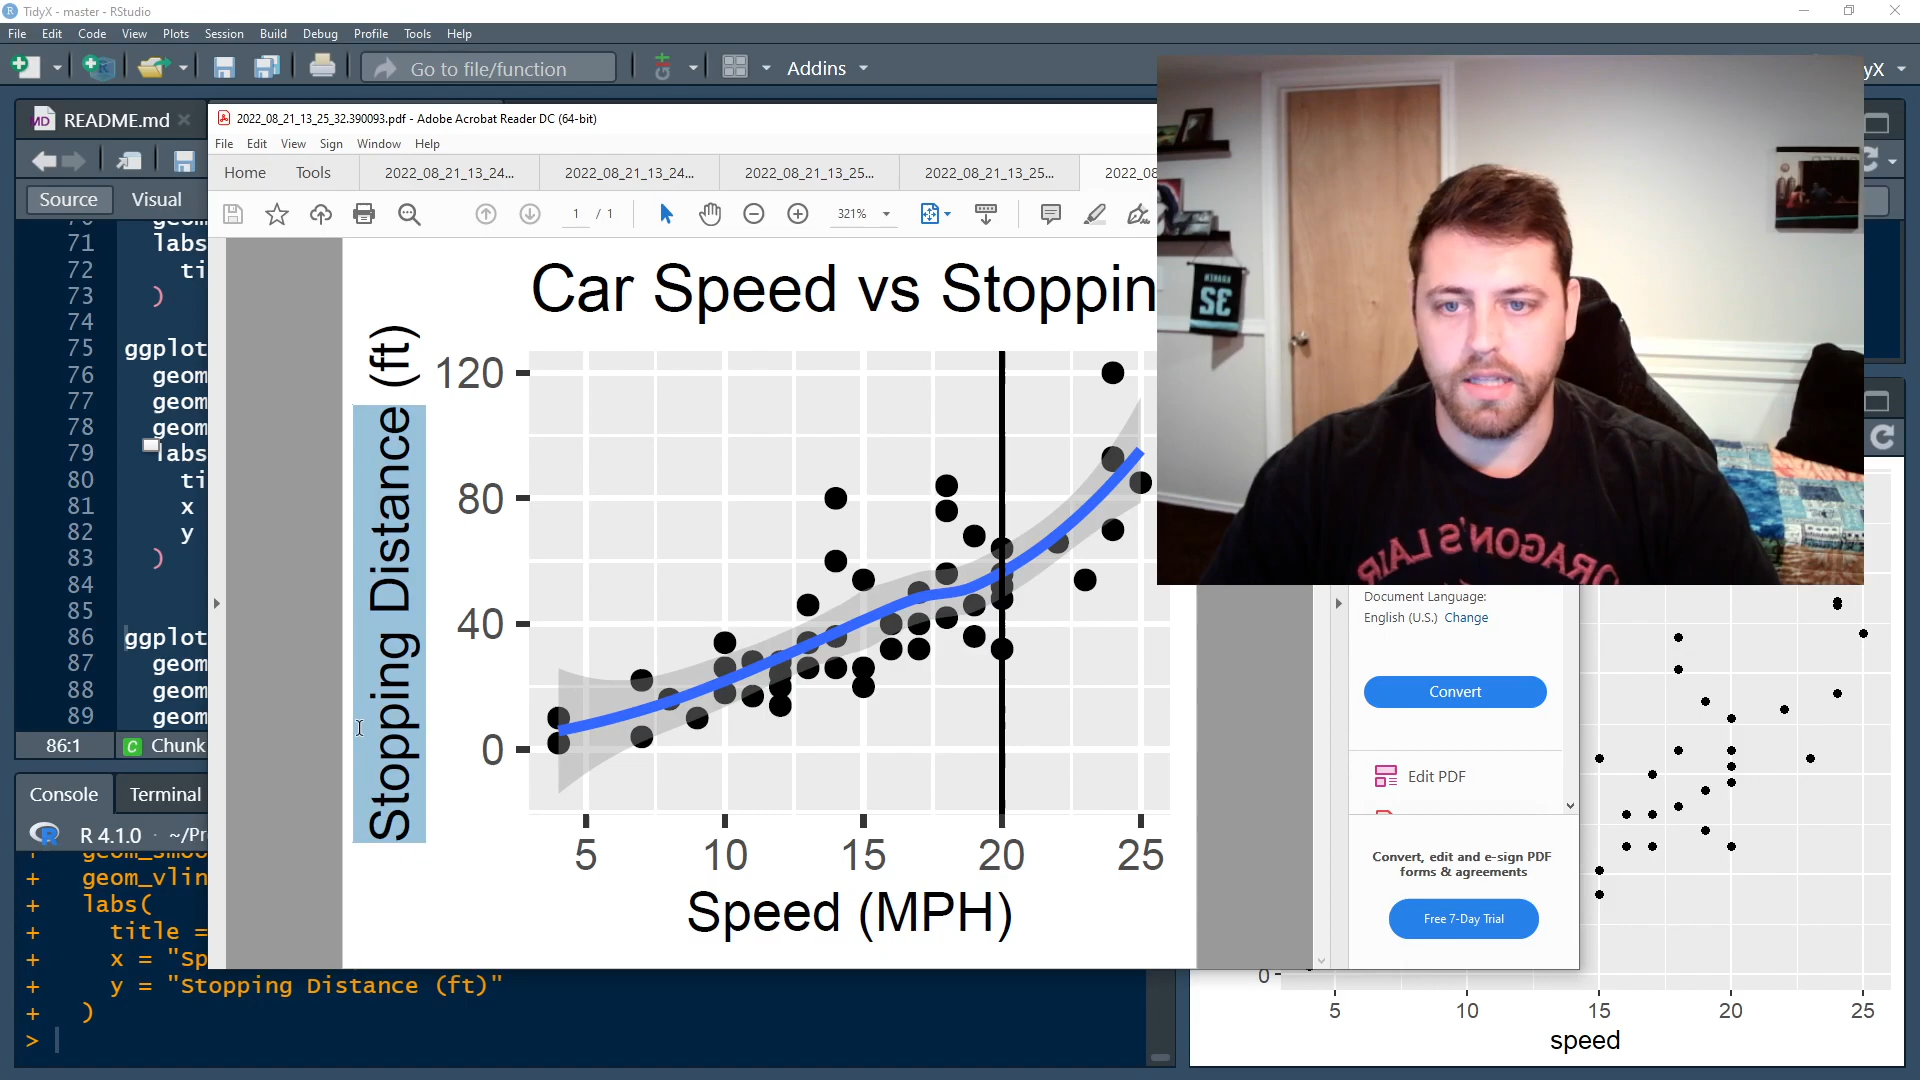 TidyX - master - RStudio
File Edit Code View Plots Session Build Debug Profile Tools Help
Go to file/function
Addins
yX
README.md
Source Visual
71 labs
72 ti
73 )
74
75 ggplot
76 geom
77 geom
78 geom
79 labs
80 ti
81 x
82 y
83 )
84
85
86 ggplot
87 geom
88 geom
89 geom
86:1 Chunk
Console Terminal
R 4.1.0 · ~/Pr
+ geom_smoo
+ geom_vlin
+ labs(
+ title =
+ x = "Sp
+ y = "Stopping Distance (ft)"
+ )
>
2022_08_21_13_25_32.390093.pdf - Adobe Acrobat Reader DC (64-bit)
File Edit View Sign Window Help
Home Tools 2022_08_21_13_24... 2022_08_21_13_24... 2022_08_21_13_25... 2022_08_21_13_25... 2022_08
1 / 1 321%
Car Speed vs Stoppin
Stopping Distance (ft)
120
80
40
0
5 10 15 20 25
Speed (MPH)
32
DRAGON'S LAIR
Document Language:
English (U.S.) Change
Convert
Edit PDF
Convert, edit and e-sign PDF
forms & agreements
Free 7-Day Trial
0
5 10 15 20 25
speed